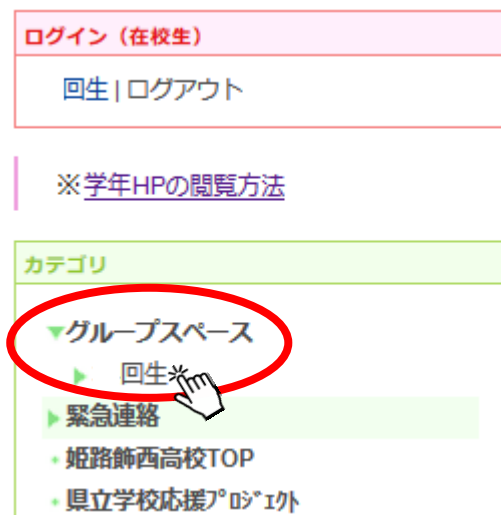 ログイン（在校生）
回生 | ログアウト
※学年HPの閲覧方法
カテゴリ
グループスペース
回生
緊急連絡
姫路飾西高校TOP
県立学校応援ﾌﾟﾛｼﾞｪｸﾄ